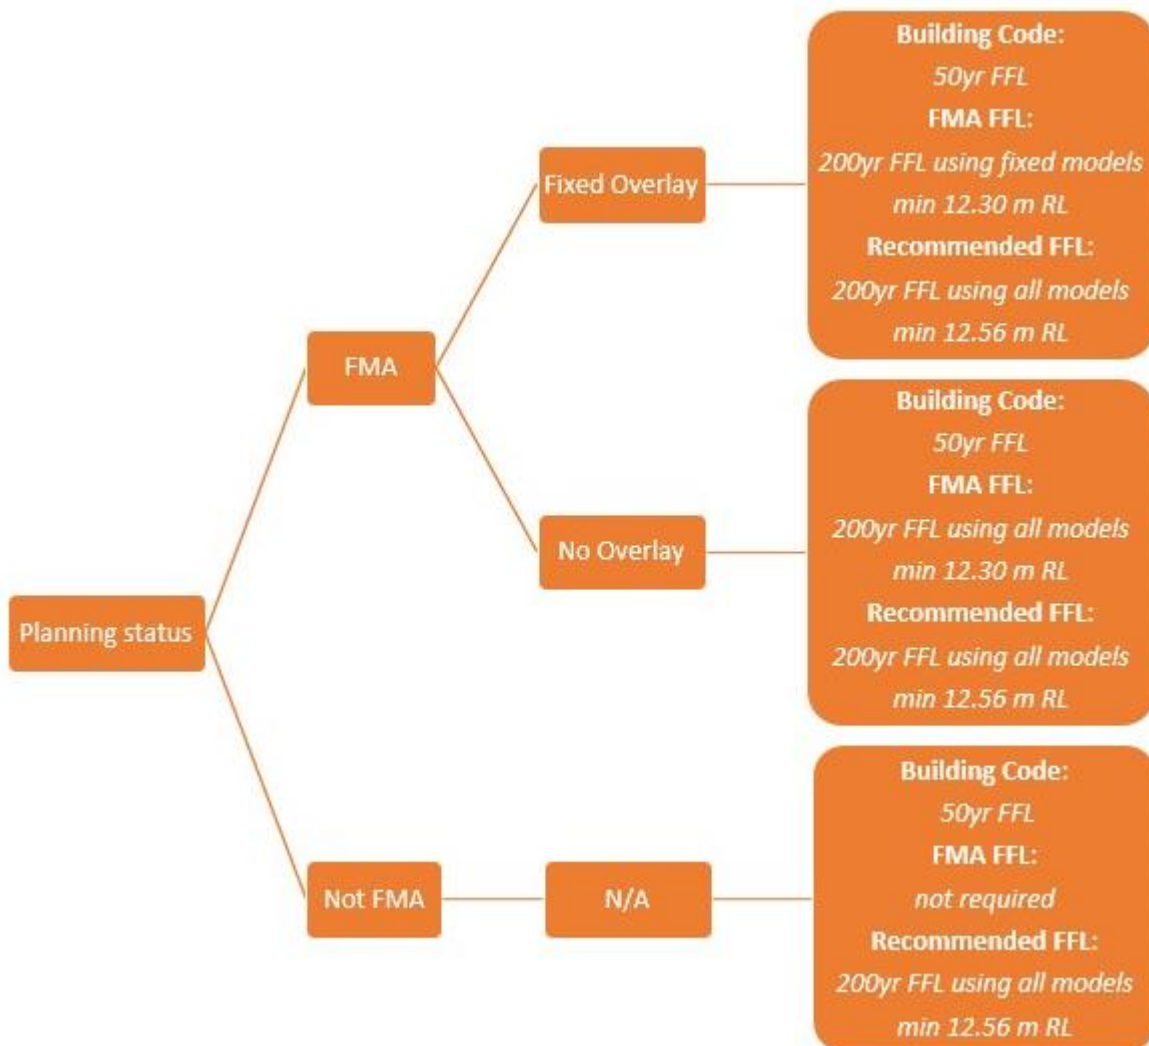 Planning status
FMA
Fixed Overlay
Building Code:
50yr FFL
FMA FFL:
200yr FFL using fixed models
min 12.30 m RL
Recommended FFL:
200yr FFL using all models
min 12.56 m RL
No Overlay
Building Code:
50yr FFL
FMA FFL:
200yr FFL using all models
min 12.30 m RL
Recommended FFL:
200yr FFL using all models
min 12.56 m RL
Not FMA
N/A
Building Code:
50yr FFL
FMA FFL:
not required
Recommended FFL:
200yr FFL using all models
min 12.56 m RL